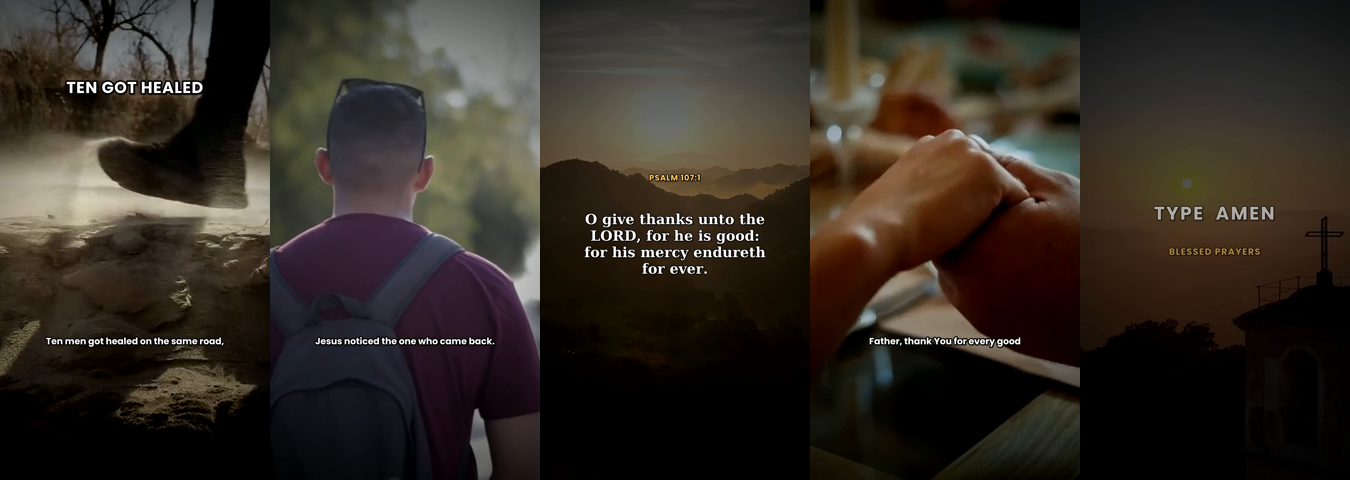 TEN GOT HEALED
Ten men got healed on the same road,
Jesus noticed the one who came back.
PSALM 107:1
O give thanks unto the
LORD, for he is good:
for his mercy endureth
for ever.
Father, thank You for every good
TYPE AMEN
BLESSED PRAYERS